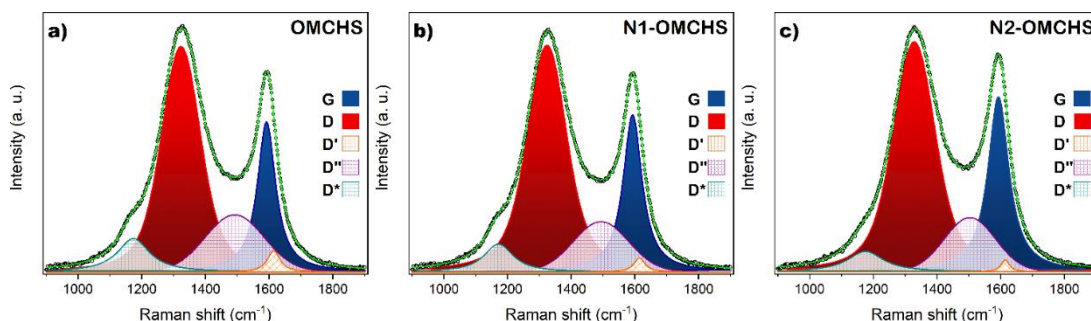 a)
OMCHS
Intensity (a. u.)
G
D
D'
D"
D*
1000 1200 1400 1600 1800
Raman shift (cm⁻¹)
b)
N1-OMCHS
Intensity (a. u.)
G
D
D'
D"
D*
1000 1200 1400 1600 1800
Raman shift (cm⁻¹)
c)
N2-OMCHS
Intensity (a. u.)
G
D
D'
D"
D*
1000 1200 1400 1600 1800
Raman shift (cm⁻¹)